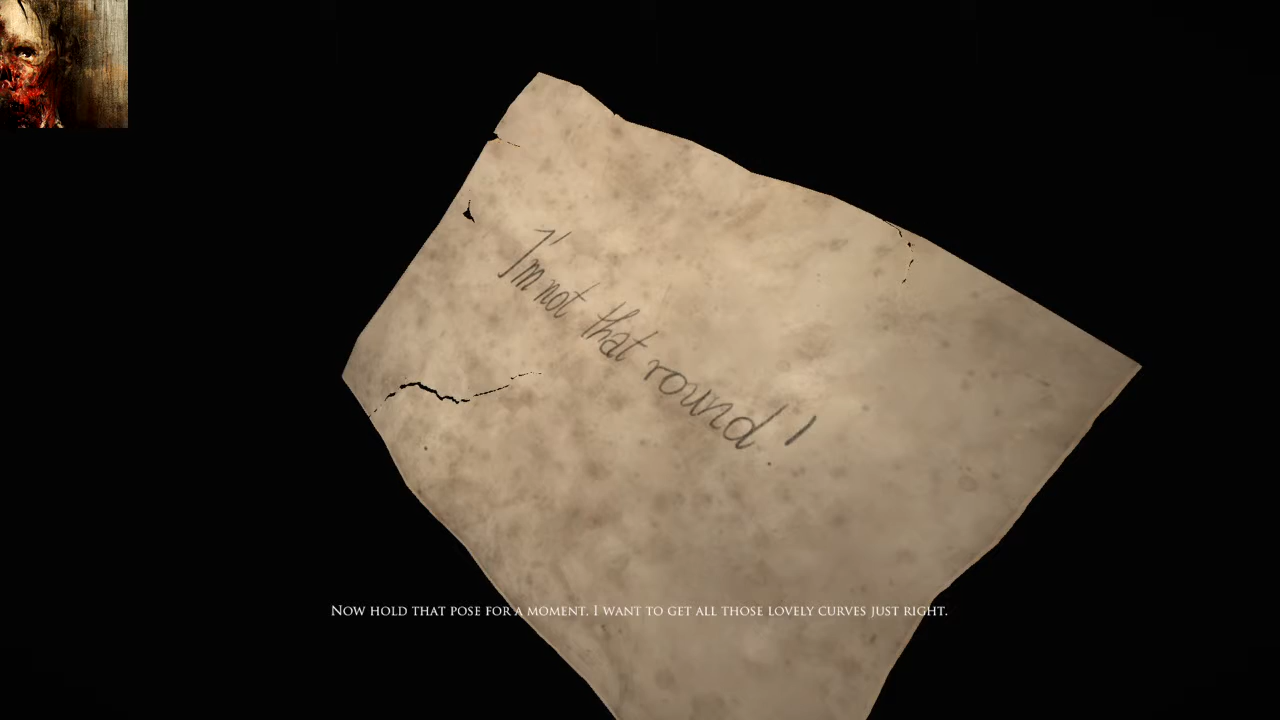 I'm not that round!
NOW HOLD THAT POSE FOR A MOMENT. I WANT TO GET ALL THOSE LOVELY CURVES JUST RIGHT.